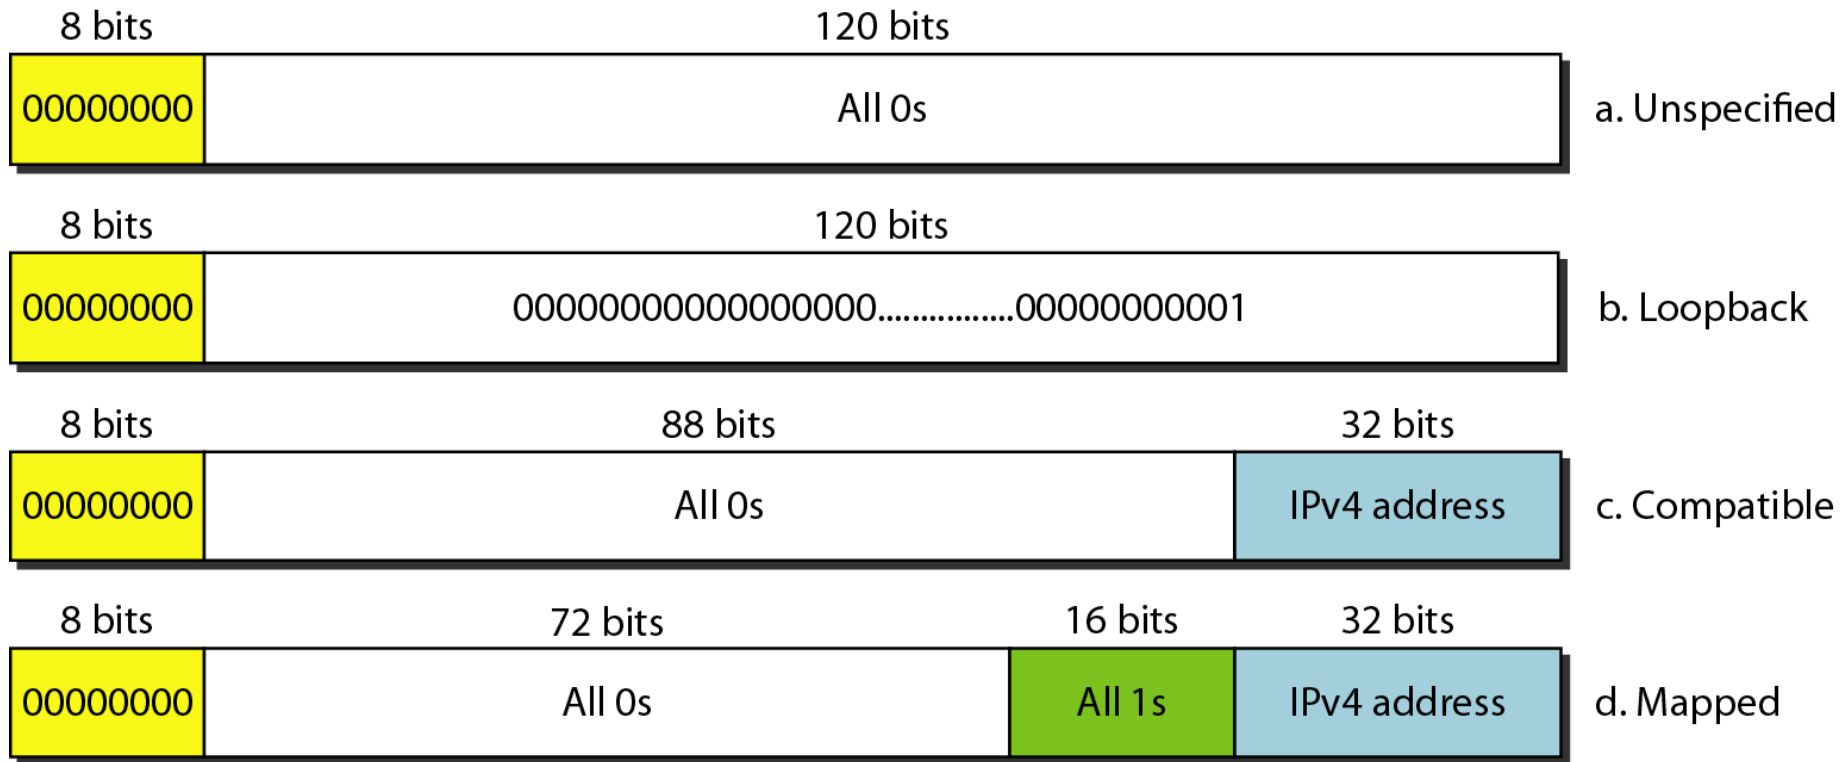 8 bits 120 bits
00000000 All 0s a. Unspecified
8 bits 120 bits
00000000 00000000000000000................00000000001 b. Loopback
8 bits 88 bits 32 bits
00000000 All 0s IPv4 address c. Compatible
8 bits 72 bits 16 bits 32 bits
00000000 All 0s All 1s IPv4 address d. Mapped